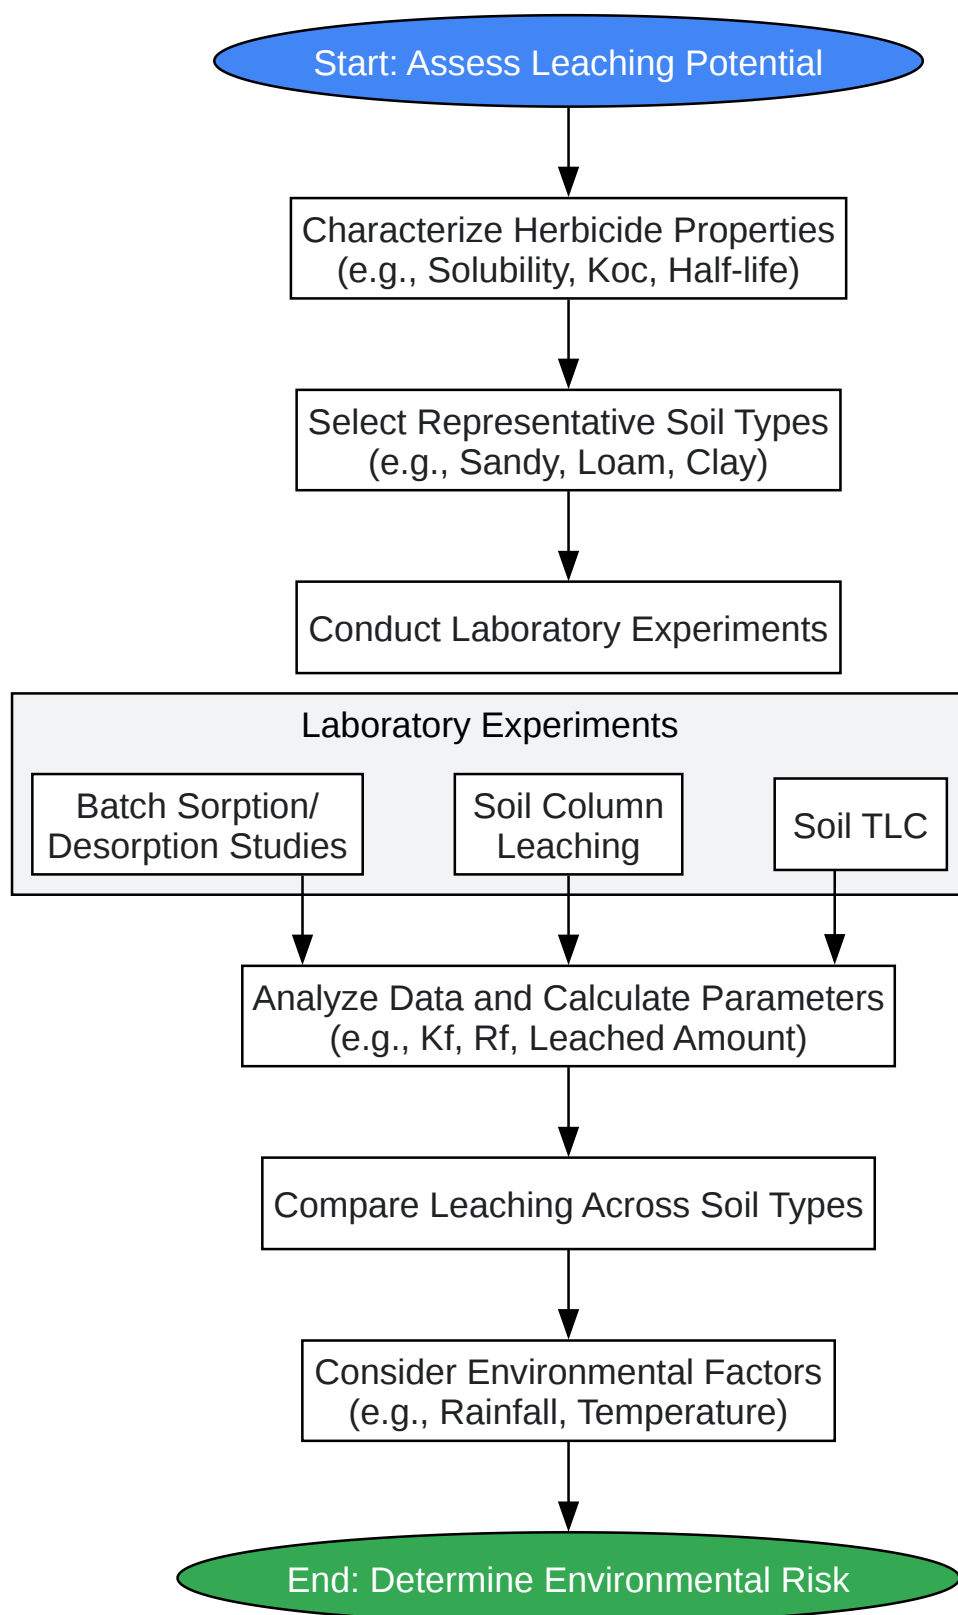 Start: Assess Leaching Potential
Characterize Herbicide Properties
(e.g., Solubility, Koc, Half-life)
Select Representative Soil Types
(e.g., Sandy, Loam, Clay)
Conduct Laboratory Experiments
Laboratory Experiments
Batch Sorption/
Desorption Studies
Soil Column
Leaching
Soil TLC
Analyze Data and Calculate Parameters
(e.g., Kf, Rf, Leached Amount)
Compare Leaching Across Soil Types
Consider Environmental Factors
(e.g., Rainfall, Temperature)
End: Determine Environmental Risk